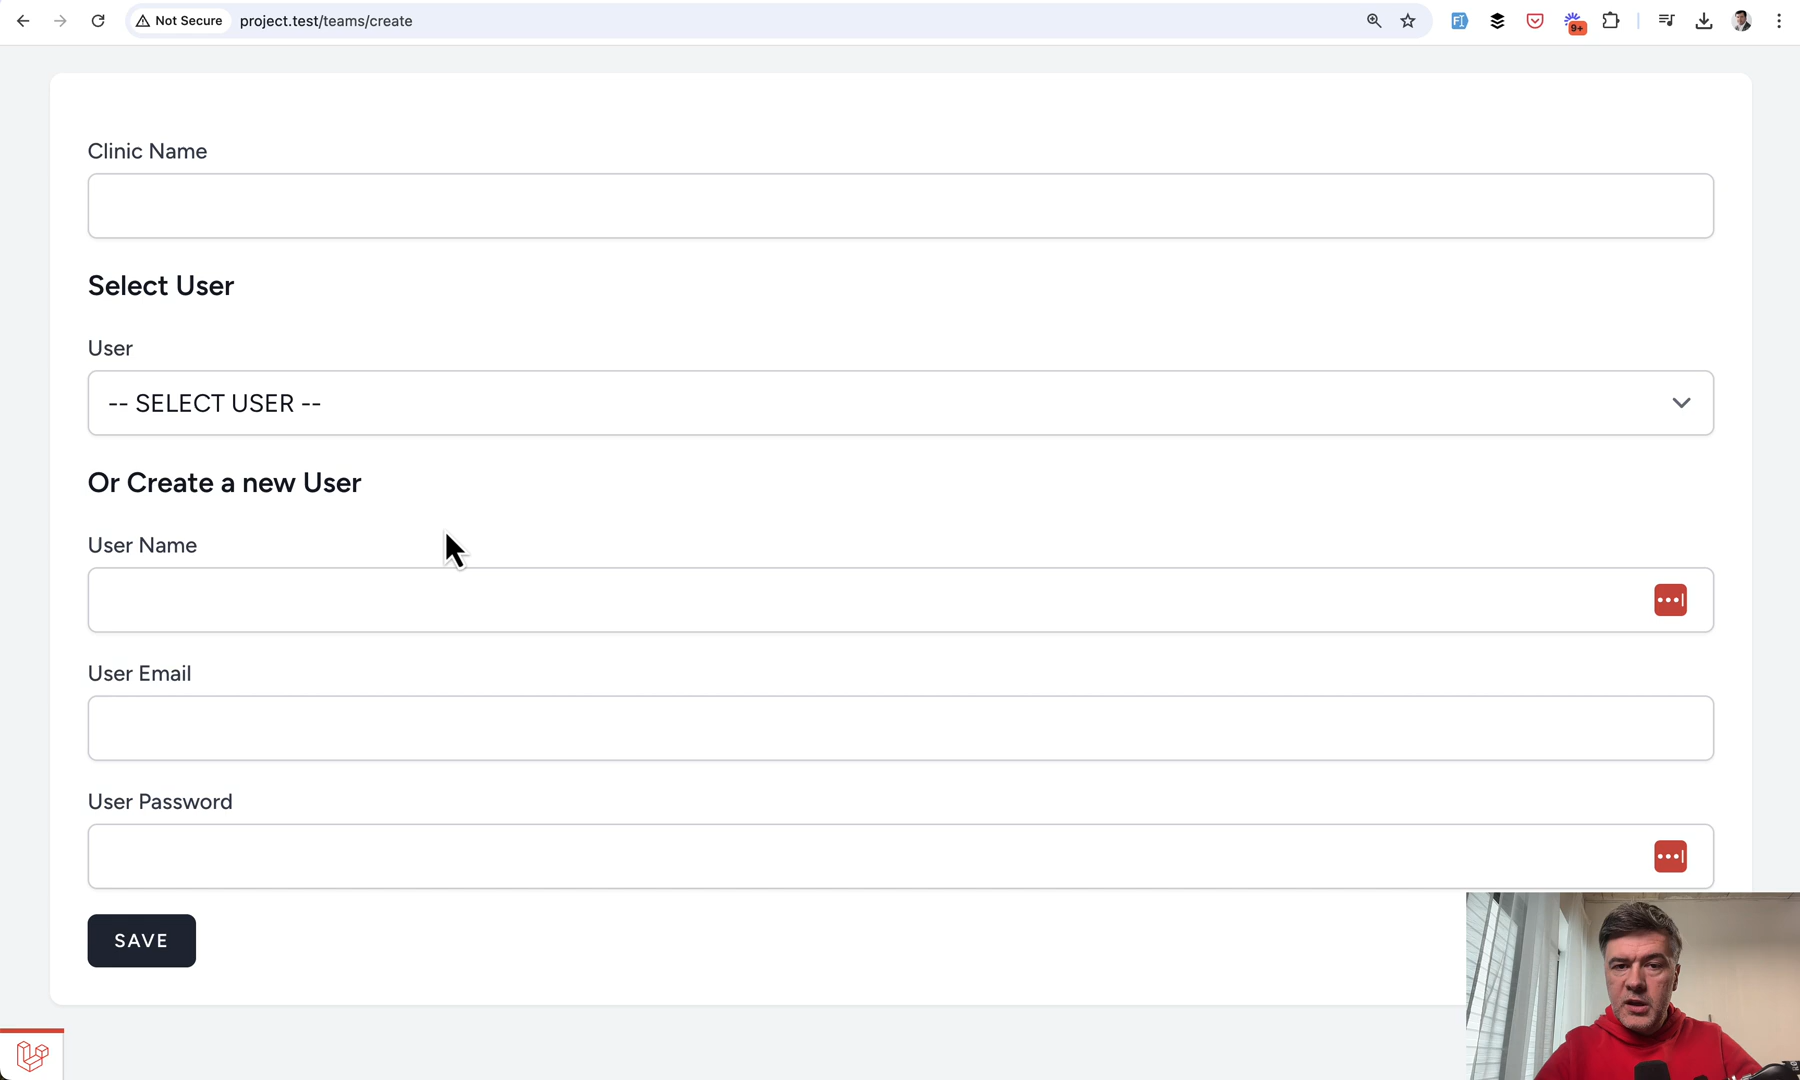 Not Secure project.test/teams/create
9+
Clinic Name
Select User
User
-- SELECT USER --
Or Create a new User
User Name
User Email
User Password
SAVE